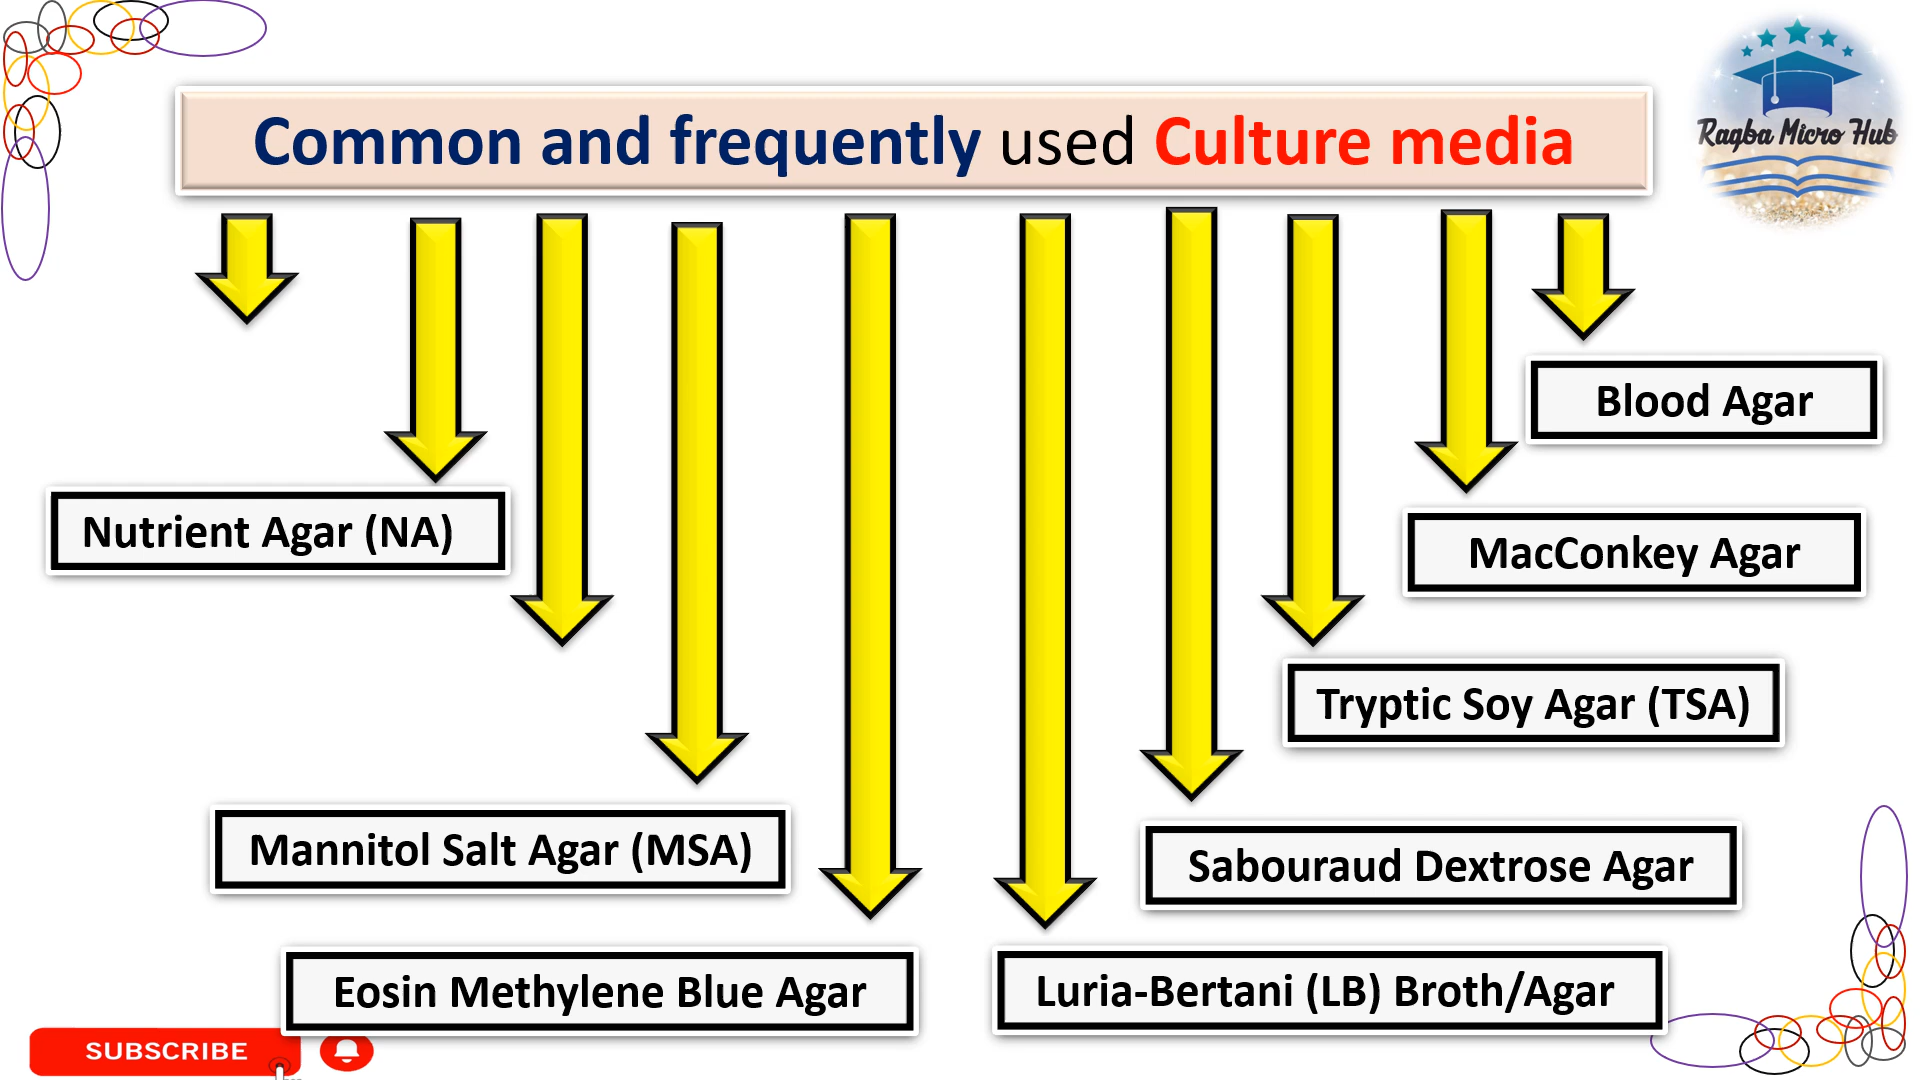 Common and frequently used Culture media
Ragba Micro Hub
Blood Agar
Nutrient Agar (NA)
MacConkey Agar
Tryptic Soy Agar (TSA)
Mannitol Salt Agar (MSA)
Sabouraud Dextrose Agar
Eosin Methylene Blue Agar
Luria-Bertani (LB) Broth/Agar
SUBSCRIBE